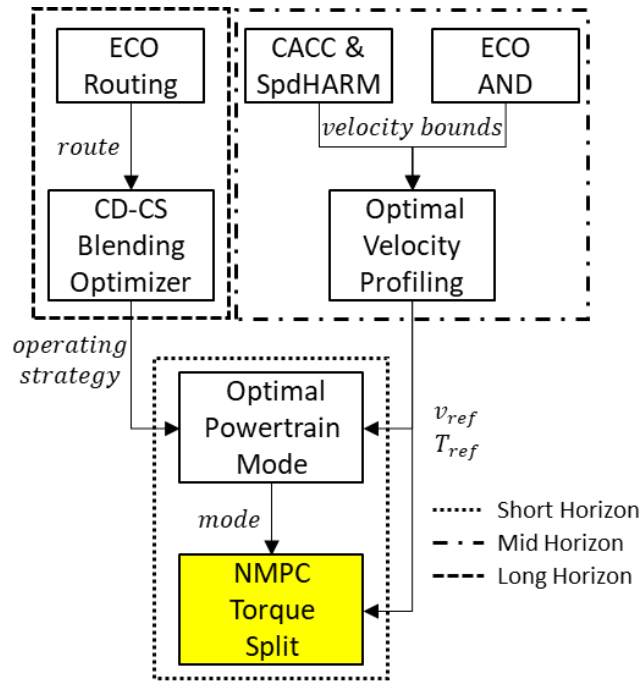 ECO
Routing
CACC &
SpdHARM
ECO
AND
route
velocity bounds
CD-CS
Blending
Optimizer
Optimal
Velocity
Profiling
operating
strategy
Optimal
Powertrain
Mode
v_ref
T_ref
mode
NMPC
Torque
Split
Short Horizon
Mid Horizon
Long Horizon